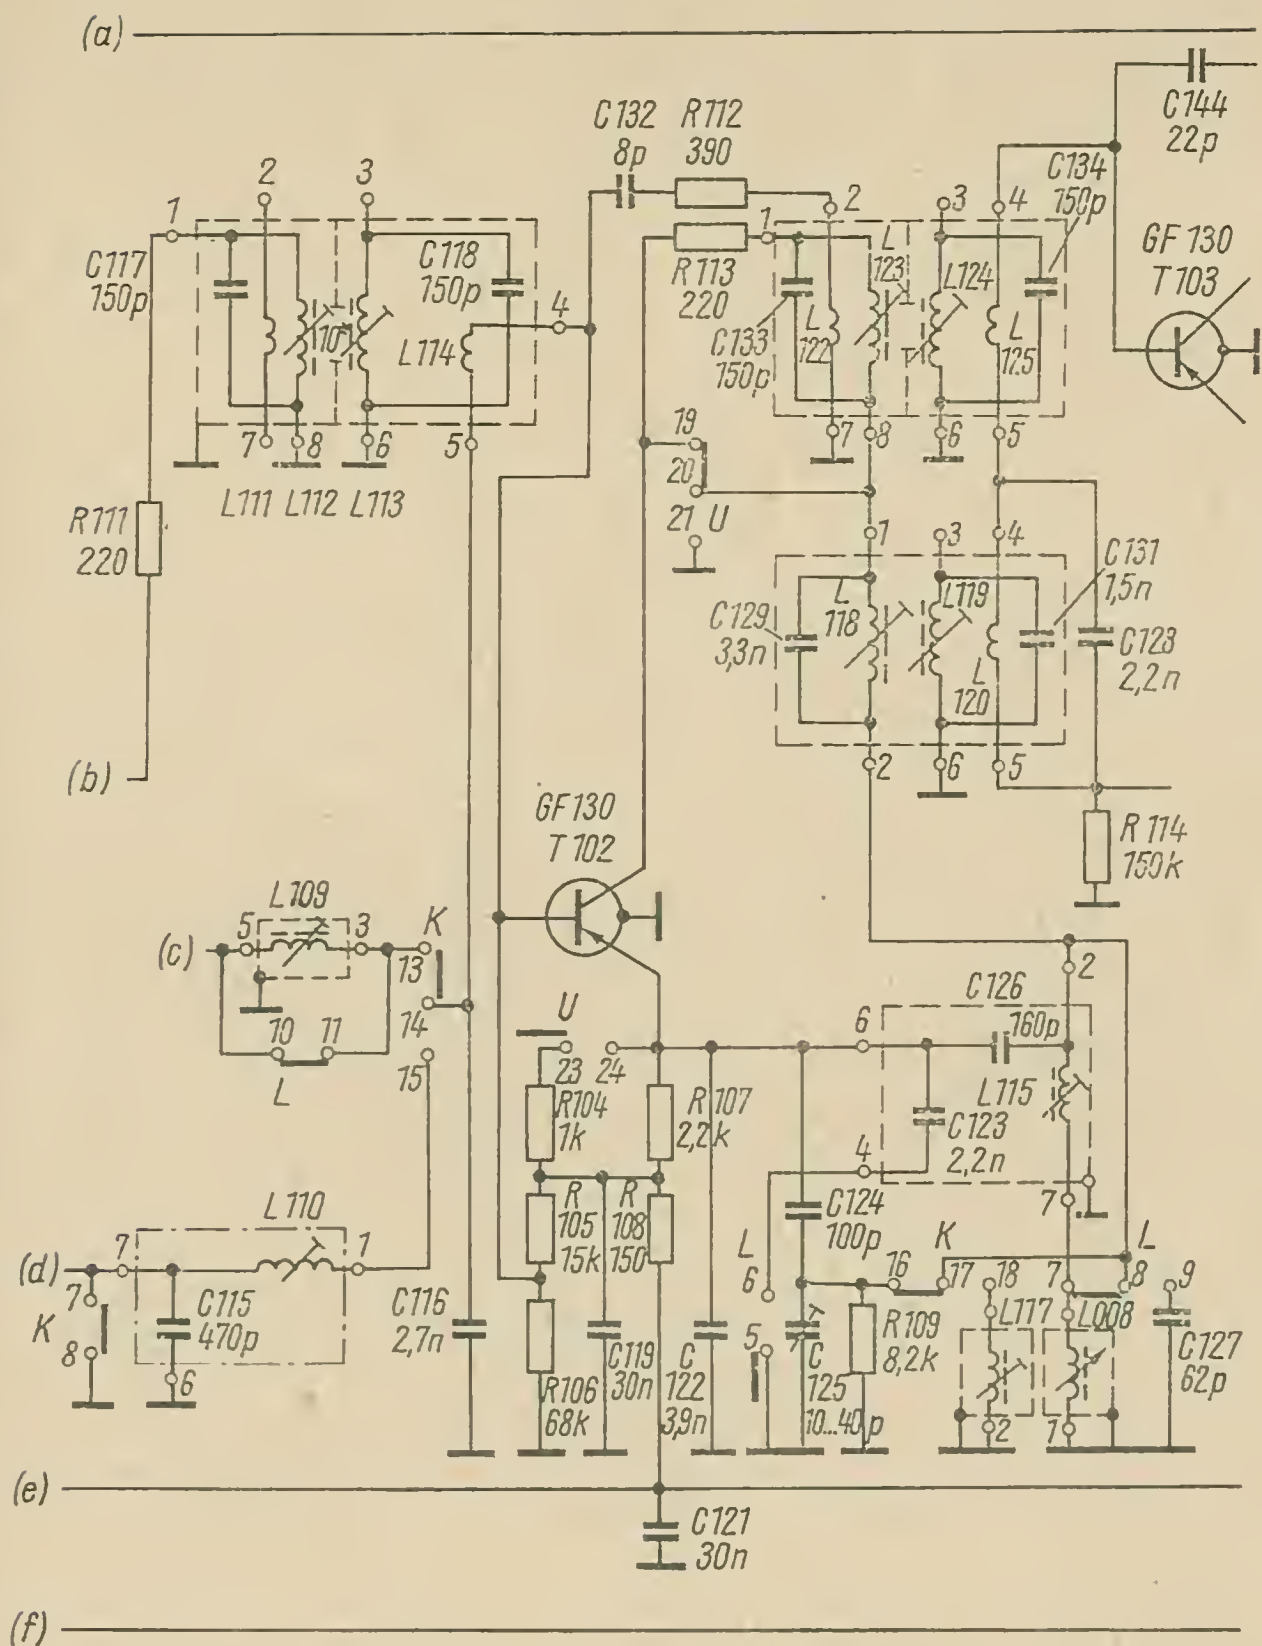 (a)
C144
22p
C132
8p
R112
390
C134
150p
GF130
T103
1
2
3
C117
150p
C118
150p
4
L114
7
8
6
5
L111 L112 L113
R111
220
1
2
3
4
R113
220
L
123
L124
C133
150p
L
122
L
125
7
8
6
5
19
20
21 U
1
3
4
C131
1,5n
C129
3,3n
L
118
L119
L
120
C128
2,2n
2
6
5
(b)
GF130
T102
R114
150k
L109
5
3
K
(c)
13
14
15
10
11
L
U
23
24
6
C126
160p
2
L115
R104
1k
R107
2,2k
C123
2,2n
4
7
R
105
15k
R
108
150
C124
100p
L110
(d)
7
1
7
K
8
C115
470p
6
C116
2,7n
L
6
5
16
K
17
18
7
L
8
9
L117
L008
R109
8,2k
C127
62p
R106
68k
C119
30n
C
122
3,9n
C
125
10...40p
2
1
(e)
C121
30n
(f)